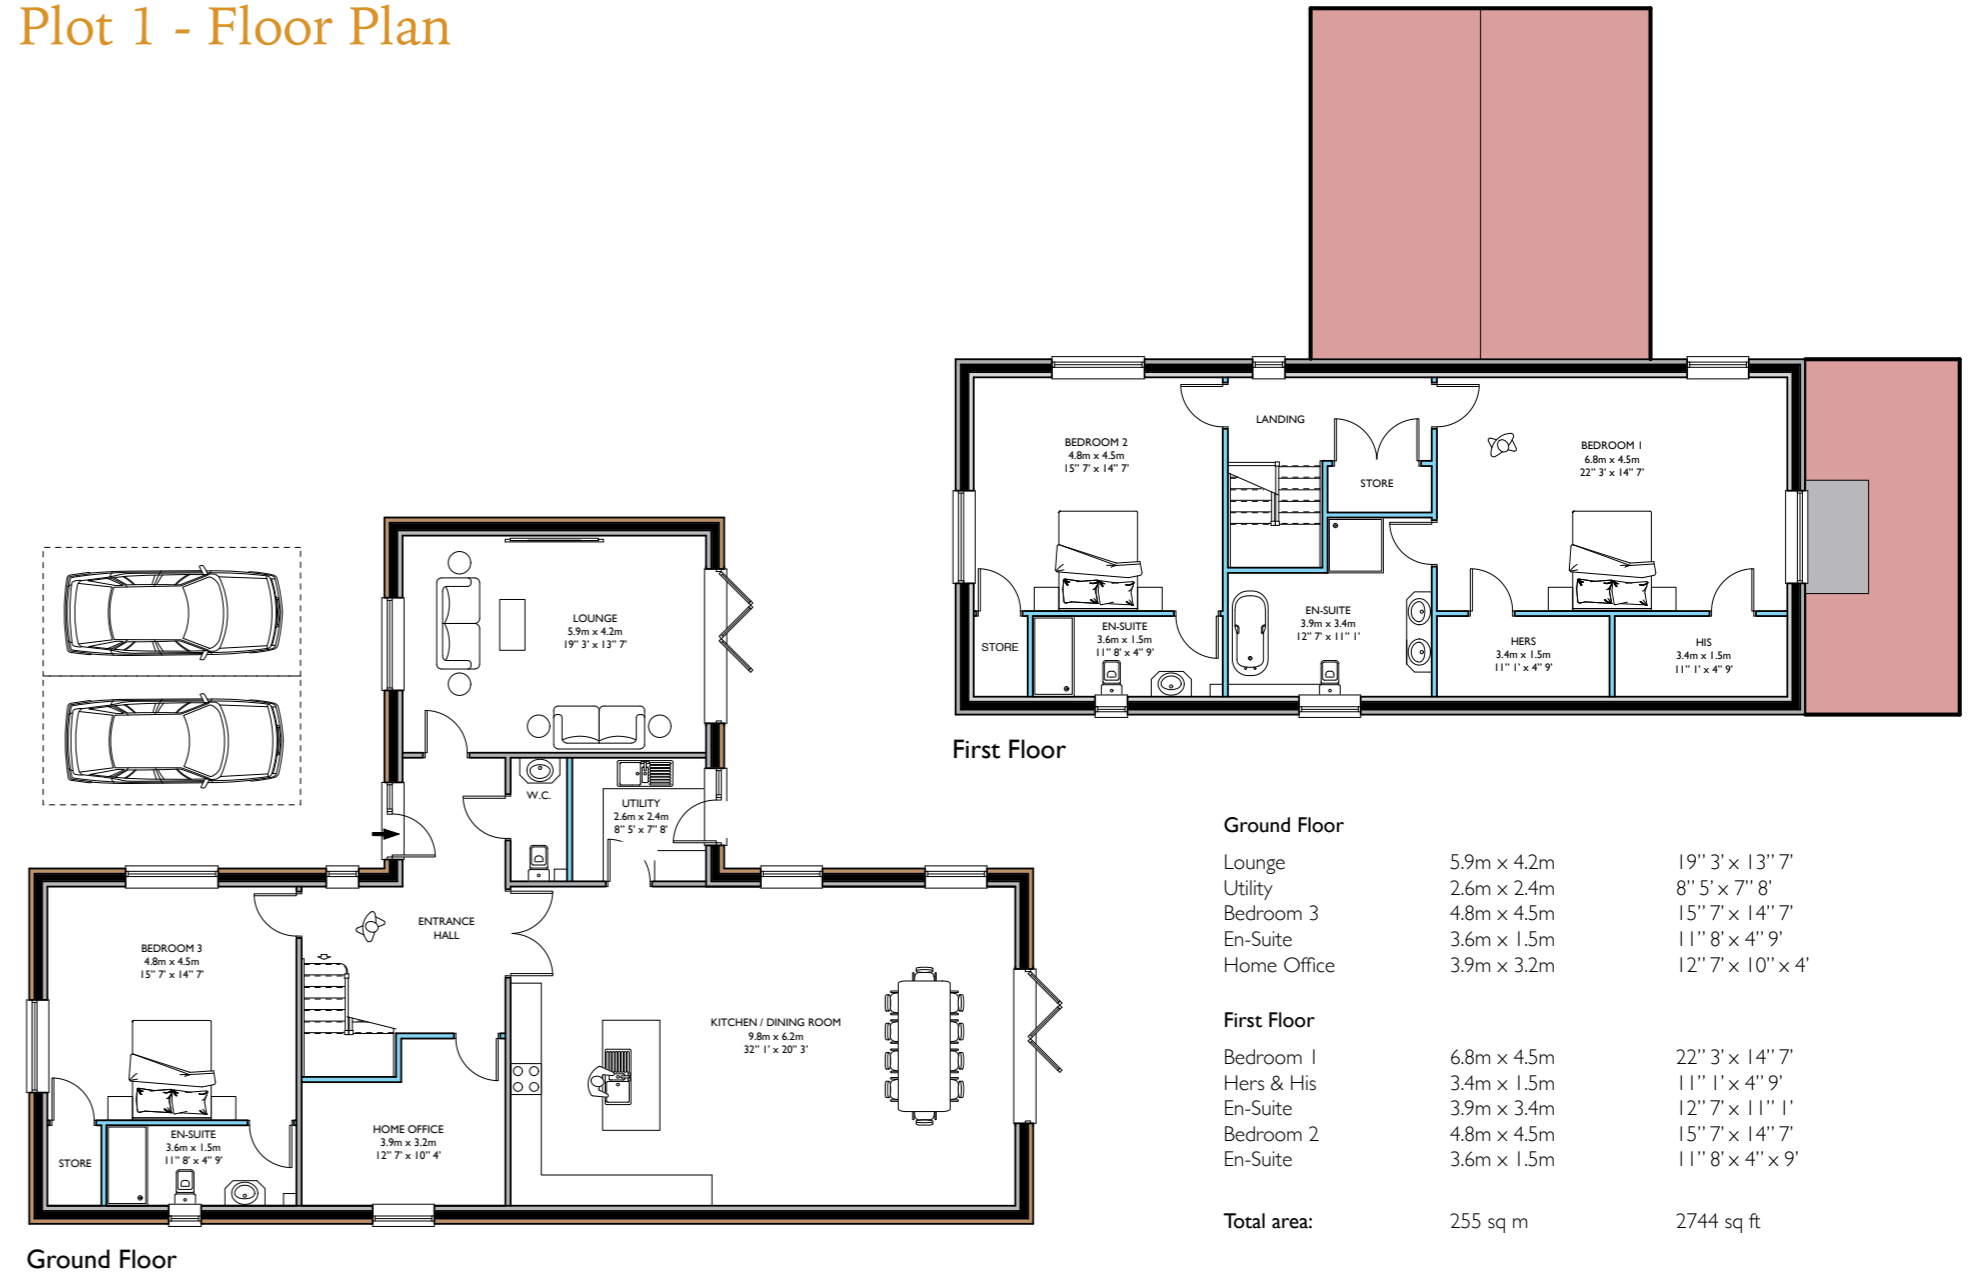 Plot 1 - Floor Plan
LANDING
BEDROOM 2
4.8m x 4.5m
15” 7’ x 14” 7’
BEDROOM 1
6.8m x 4.5m
22” 3’ x 14” 7’
STORE
EN-SUITE
3.9m x 3.4m
12” 7’ x 11” 1’
STORE
EN-SUITE
3.6m x 1.5m
11” 8’ x 4” 9’
HERS
3.4m x 1.5m
11” 1’ x 4” 9’
HIS
3.4m x 1.5m
11” 1’ x 4” 9’
First Floor
LOUNGE
5.9m x 4.2m
19” 3’ x 13” 7’
W.C.
UTILITY
2.6m x 2.4m
8” 5’ x 7” 8’
ENTRANCE
HALL
BEDROOM 3
4.8m x 4.5m
15” 7’ x 14” 7’
KITCHEN / DINING ROOM
9.8m x 6.2m
32” 1’ x 20” 3’
HOME OFFICE
3.9m x 3.2m
12” 7’ x 10” 4’
EN-SUITE
3.6m x 1.5m
11” 8’ x 4” 9’
STORE
Ground Floor
Ground Floor
Lounge 5.9m x 4.2m 19” 3’ x 13” 7’
Utility 2.6m x 2.4m 8” 5’ x 7” 8’
Bedroom 3 4.8m x 4.5m 15” 7’ x 14” 7’
En-Suite 3.6m x 1.5m 11” 8’ x 4” 9’
Home Office 3.9m x 3.2m 12” 7’ x 10” x 4’
First Floor
Bedroom 1 6.8m x 4.5m 22” 3’ x 14” 7’
Hers & His 3.4m x 1.5m 11” 1’ x 4” 9’
En-Suite 3.9m x 3.4m 12” 7’ x 11” 1’
Bedroom 2 4.8m x 4.5m 15” 7’ x 14” 7’
En-Suite 3.6m x 1.5m 11” 8’ x 4” x 9’
Total area: 255 sq m 2744 sq ft